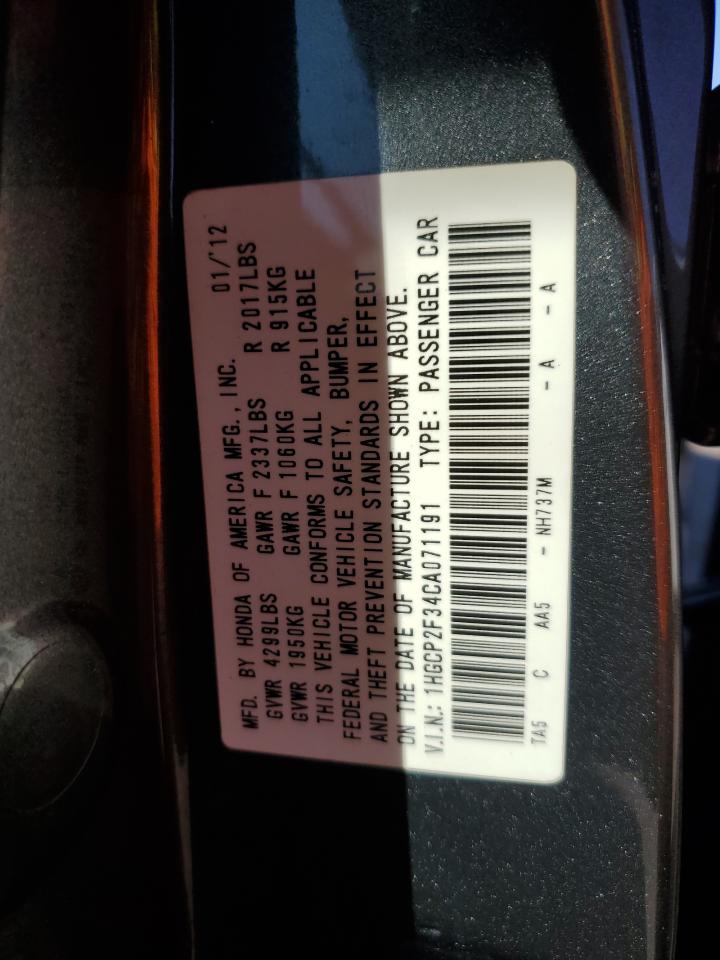 MFD. BY HONDA OF AMERICA MFG., INC. 01/'12
GVWR 4299LBS GAWR F 2337LBS R 2017LBS
GVWR 1950KG GAWR F 1060KG R 915KG
THIS VEHICLE CONFORMS TO ALL APPLICABLE
FEDERAL MOTOR VEHICLE SAFETY, BUMPER,
AND THEFT PREVENTION STANDARDS IN EFFECT
ON THE DATE OF MANUFACTURE SHOWN ABOVE.
V.I.N.: 1HGCP2F34CA071191 TYPE: PASSENGER CAR
TA5 C AA5 - NH737M - A - A